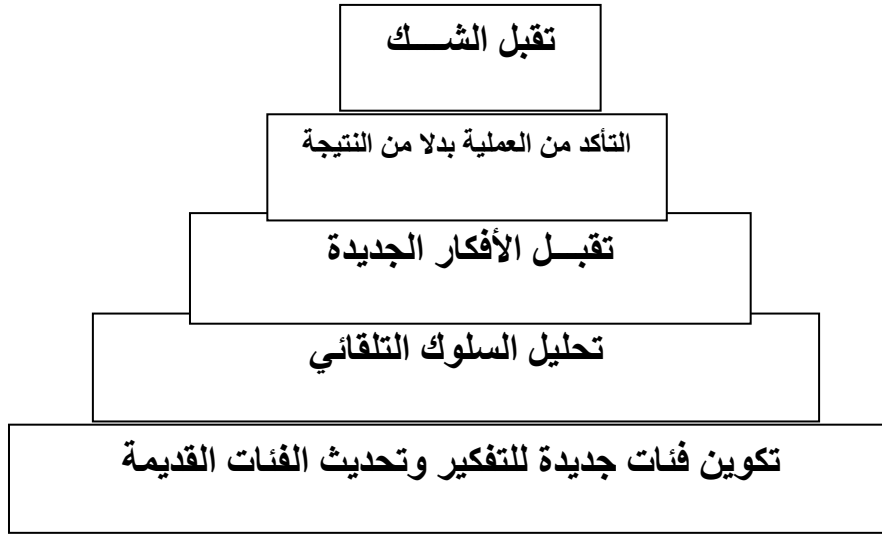 تقبل الشــــك
التأكد من العملية بدلا من النتيجة
تقبـــل الأفكار الجديدة
تحليل السلوك التلقائي
تكوين فئات جديدة للتفكير وتحديث الفئات القديمة